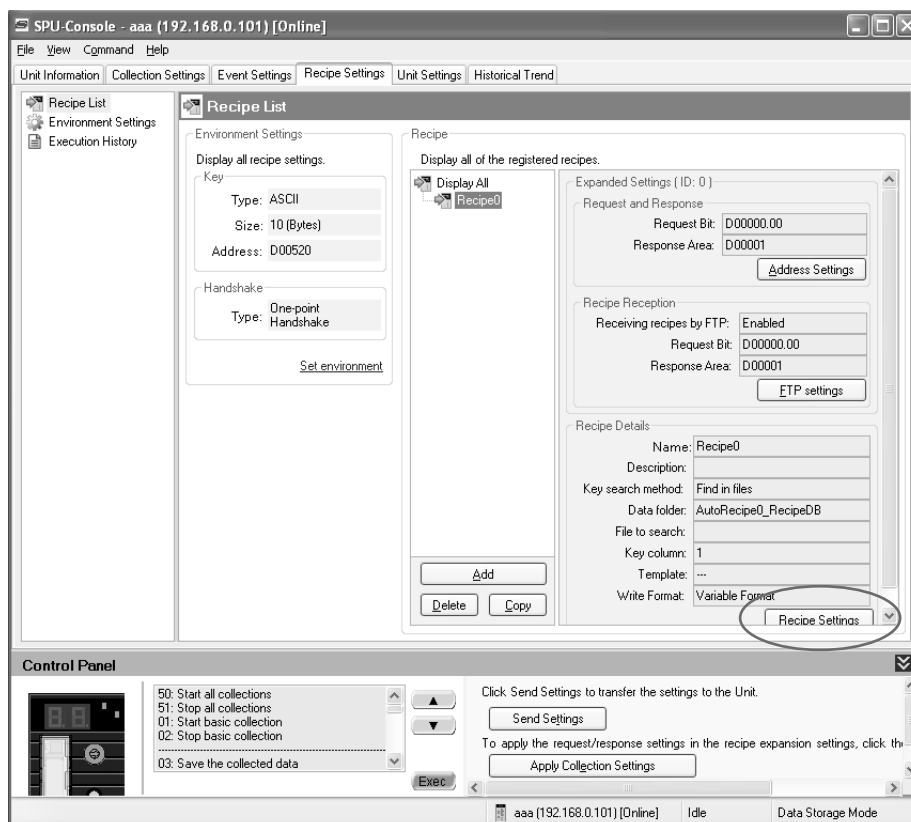 SPU-Console - aaa (192.168.0.101) [Online]
File View Command Help
Unit Information Collection Settings Event Settings Recipe Settings Unit Settings Historical Trend
Recipe List
Environment Settings
Execution History
Recipe List
Environment Settings
Display all recipe settings.
Key
Type: ASCII
Size: 10 (Bytes)
Address: D00520
Handshake
Type: One-point Handshake
Set environment
Recipe
Display all of the registered recipes.
Display All
Recipe0
Add
Delete Copy
Expanded Settings ( ID: 0 )
Request and Response
Request Bit: D00000.00
Response Area: D00001
Address Settings
Recipe Reception
Receiving recipes by FTP: Enabled
Request Bit: D00000.00
Response Area: D00001
FTP settings
Recipe Details
Name: Recipe0
Description:
Key search method: Find in files
Data folder: AutoRecipe0_RecipeDB
File to search:
Key column: 1
Template: ---
Write Format: Variable Format
Recipe Settings
Control Panel
50: Start all collections
51: Stop all collections
01: Start basic collection
02: Stop basic collection
03: Save the collected data
Exec
Click Send Settings to transfer the settings to the Unit.
Send Settings
To apply the request/response settings in the recipe expansion settings, click the
Apply Collection Settings
aaa (192.168.0.101) [Online] Idle Data Storage Mode